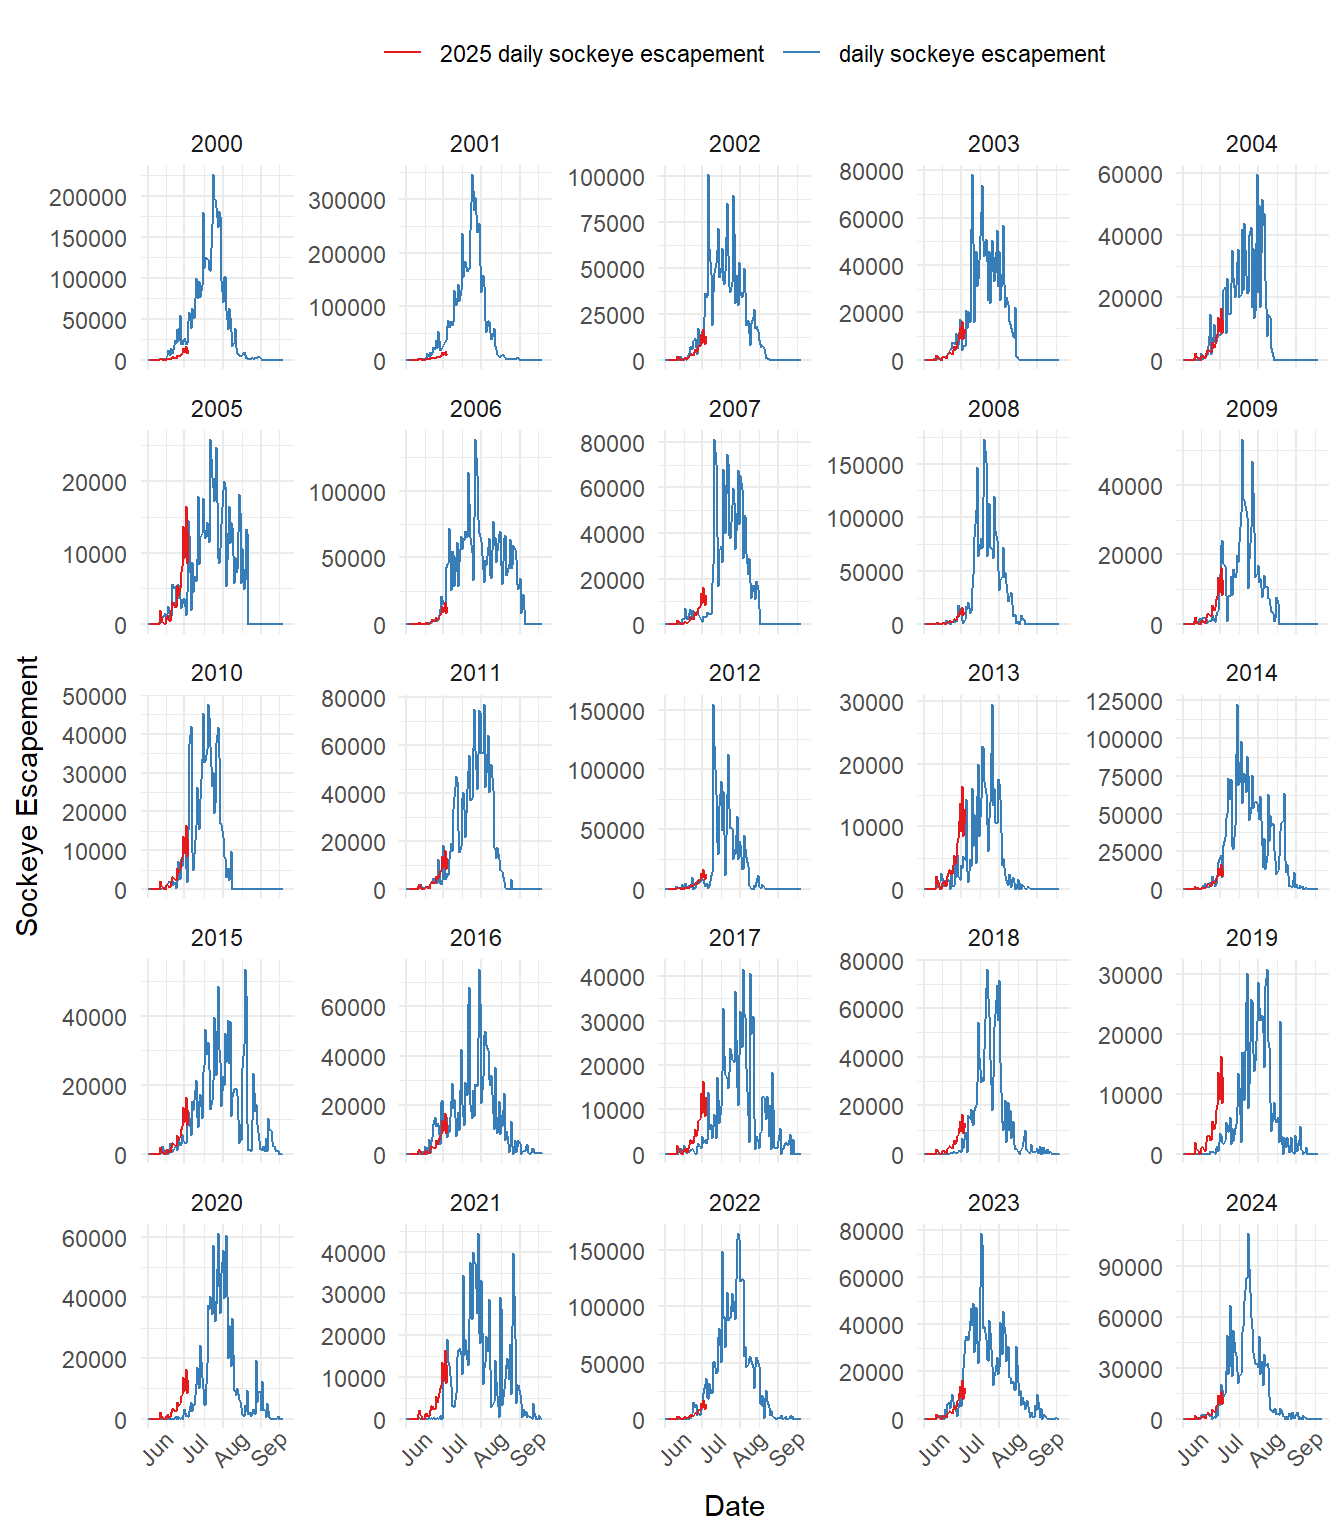 2025 daily sockeye escapement daily sockeye escapement
2000 2001 2002 2003 2004
200000 150000 100000 50000 0
300000 200000 100000 0
100000 75000 50000 25000 0
80000 60000 40000 20000 0
60000 40000 20000 0
2005 2006 2007 2008 2009
20000 10000 0
100000 50000 0
80000 60000 40000 20000 0
150000 100000 50000 0
40000 20000 0
2010 2011 2012 2013 2014
50000 40000 30000 20000 10000 0
80000 60000 40000 20000 0
150000 100000 50000 0
30000 20000 10000 0
125000 100000 75000 50000 25000 0
2015 2016 2017 2018 2019
40000 20000 0
60000 40000 20000 0
40000 30000 20000 10000 0
80000 60000 40000 20000 0
30000 20000 10000 0
2020 2021 2022 2023 2024
60000 40000 20000 0
40000 30000 20000 10000 0
150000 100000 50000 0
80000 60000 40000 20000 0
90000 60000 30000 0
Jun Jul Aug Sep Jun Jul Aug Sep Jun Jul Aug Sep Jun Jul Aug Sep Jun Jul Aug Sep
Sockeye Escapement
Date